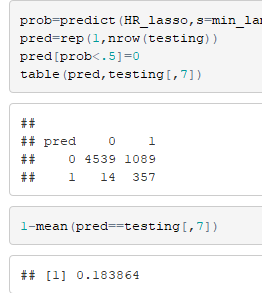 prob=predict(HR_lasso,s=min_la
pred=rep(1,nrow(testing))
pred[prob<.5]=0
table(pred,testing[,7])
##
## pred    0    1
##    0 4539 1089
##    1   14  357
1-mean(pred==testing[,7])
## [1] 0.183864